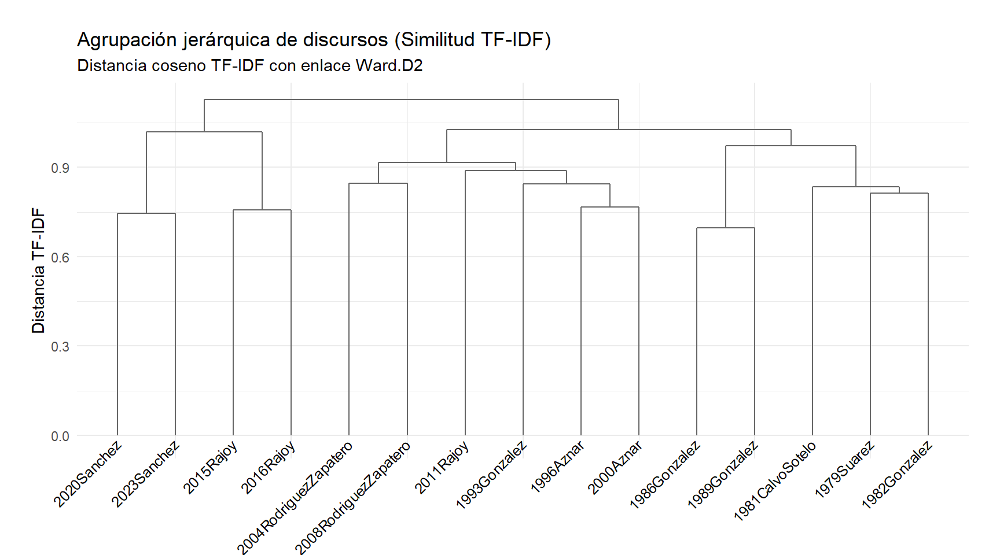 Agrupación jerárquica de discursos (Similitud TF-IDF)
Distancia coseno TF-IDF con enlace Ward.D2
Distancia TF-IDF
0.9
0.6
0.3
0.0
2020Sanchez
2023Sanchez
2015Rajoy
2016Rajoy
2004RodriguezZapatero
2008RodriguezZapatero
2011Rajoy
1993Gonzalez
1996Aznar
2000Aznar
1986Gonzalez
1989Gonzalez
1981CalvoSotelo
1979Suarez
1982Gonzalez